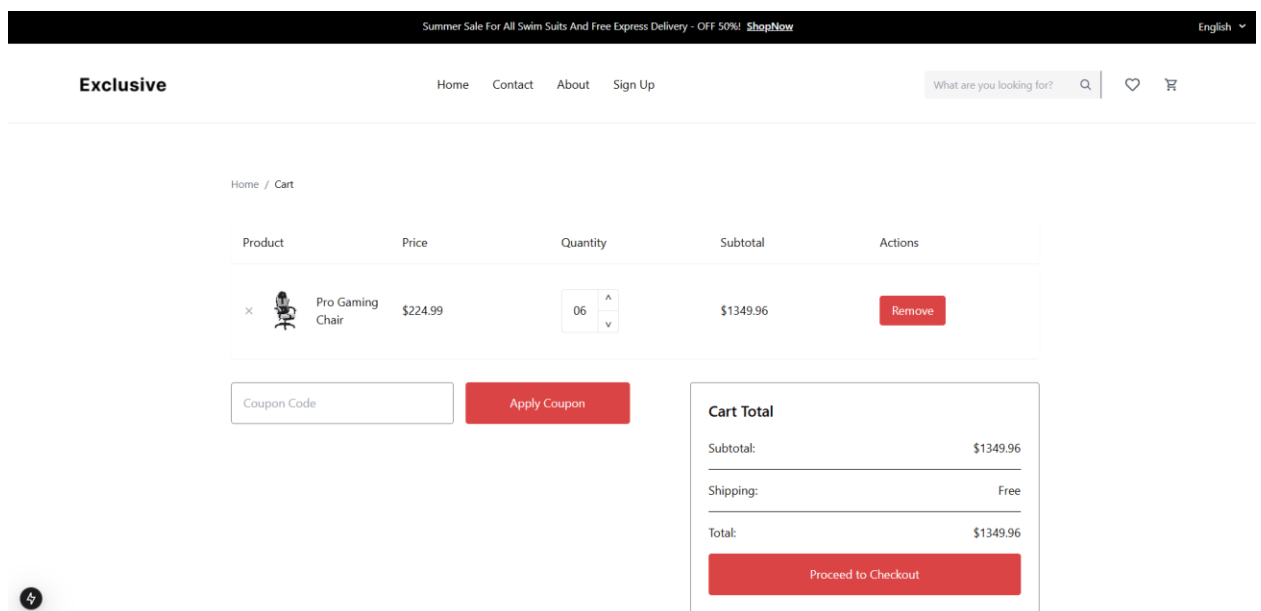 Summer Sale For All Swim Suits And Free Express Delivery - OFF 50%! ShopNow English
Exclusive Home Contact About Sign Up What are you looking for?
Home / Cart
Product Price Quantity Subtotal Actions
Pro Gaming
Chair
$224.99 06 $1349.96 Remove
Coupon Code Apply Coupon
Cart Total
Subtotal: $1349.96
Shipping: Free
Total: $1349.96
Proceed to Checkout